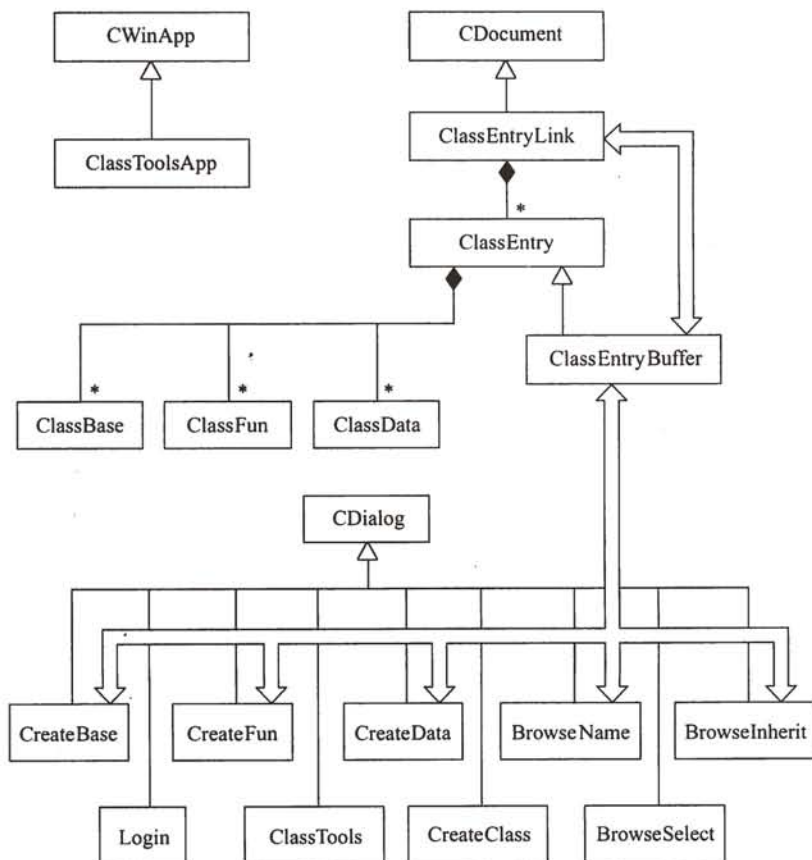 CWinApp
CDocument
ClassToolsApp
ClassEntryLink
*
ClassEntry
ClassEntryBuffer
* * *
ClassBase
ClassFun
ClassData
CDialog
CreateBase
CreateFun
CreateData
BrowseName
BrowseInherit
Login
ClassTools
CreateClass
BrowseSelect